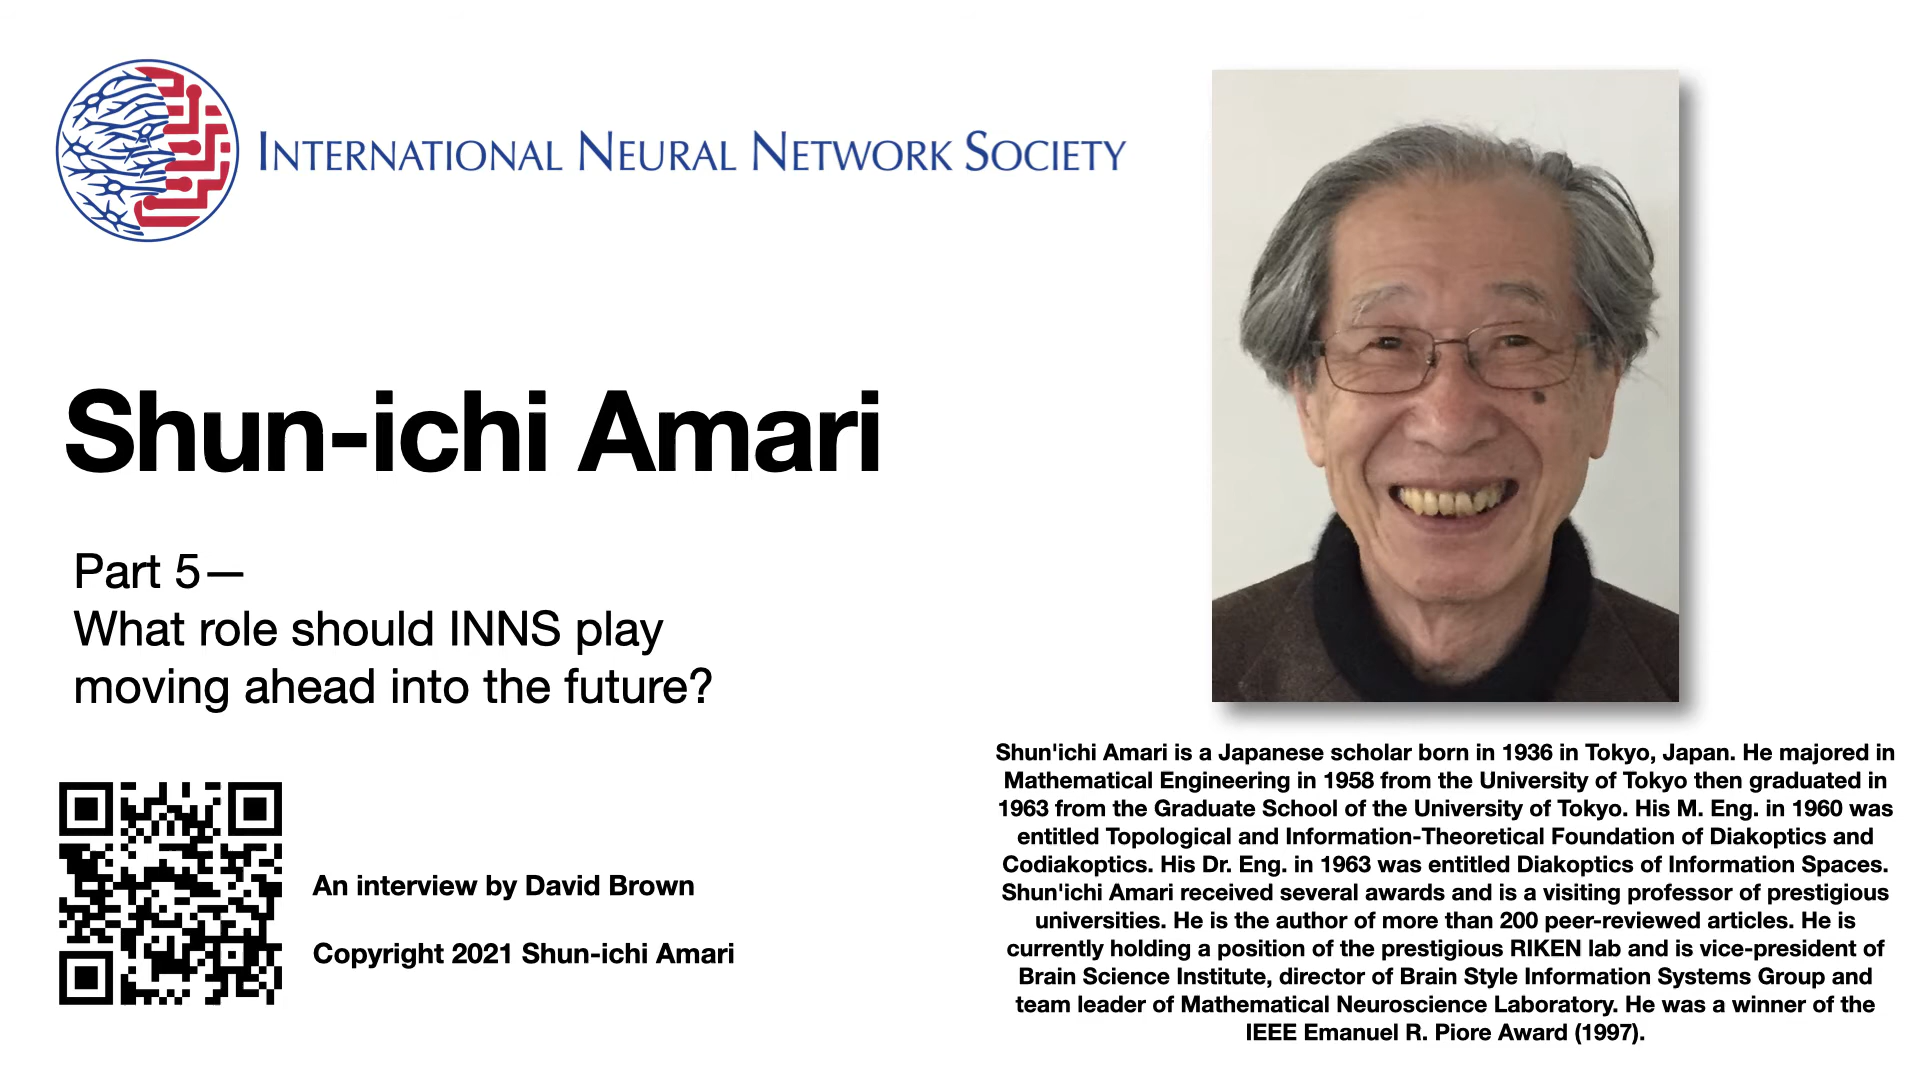 INTERNATIONAL NEURAL NETWORK SOCIETY
Shun-ichi Amari
Part 5—
What role should INNS play
moving ahead into the future?
An interview by David Brown
Copyright 2021 Shun-ichi Amari
Shun'ichi Amari is a Japanese scholar born in 1936 in Tokyo, Japan. He majored in
Mathematical Engineering in 1958 from the University of Tokyo then graduated in
1963 from the Graduate School of the University of Tokyo. His M. Eng. in 1960 was
entitled Topological and Information-Theoretical Foundation of Diakoptics and
Codiakoptics. His Dr. Eng. in 1963 was entitled Diakoptics of Information Spaces.
Shun'ichi Amari received several awards and is a visiting professor of prestigious
universities. He is the author of more than 200 peer-reviewed articles. He is
currently holding a position of the prestigious RIKEN lab and is vice-president of
Brain Science Institute, director of Brain Style Information Systems Group and
team leader of Mathematical Neuroscience Laboratory. He was a winner of the
IEEE Emanuel R. Piore Award (1997).